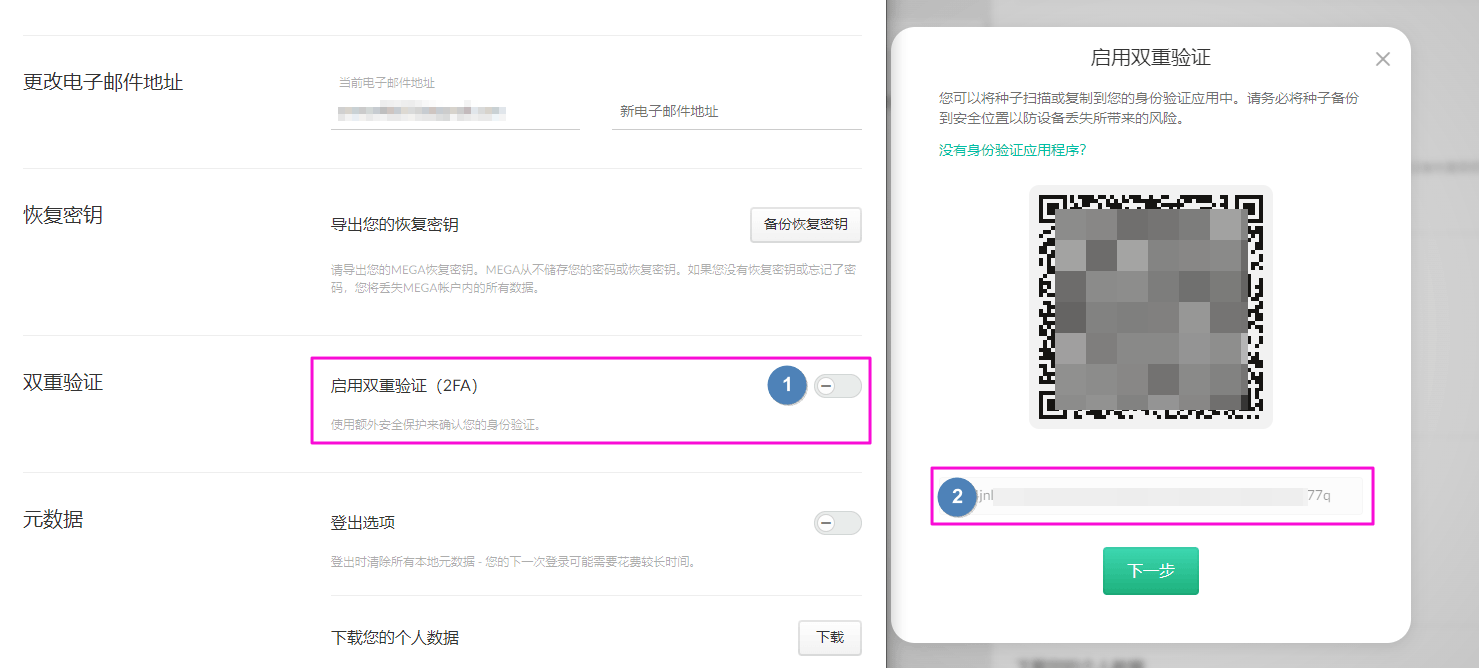 更改电子邮件地址
当前电子邮件地址
新电子邮件地址
恢复密钥
导出您的恢复密钥
备份恢复密钥
请导出您的MEGA恢复密钥。MEGA从不储存您的密码或恢复密钥。如果您没有恢复密钥或忘记了密
码，您将丢失MEGA帐户内的所有数据。
双重验证
启用双重验证（2FA）
1
使用额外安全保护来确认您的身份验证。
元数据
登出选项
登出时清除所有本地元数据 - 您的下一次登录可能需要花费较长时间。
下载您的个人数据
下载
启用双重验证
您可以将种子扫描或复制到您的身份验证应用中。请务必将种子备份
到安全位置以防设备丢失所带来的风险。
没有身份验证应用程序?
2
jnl
77q
下一步